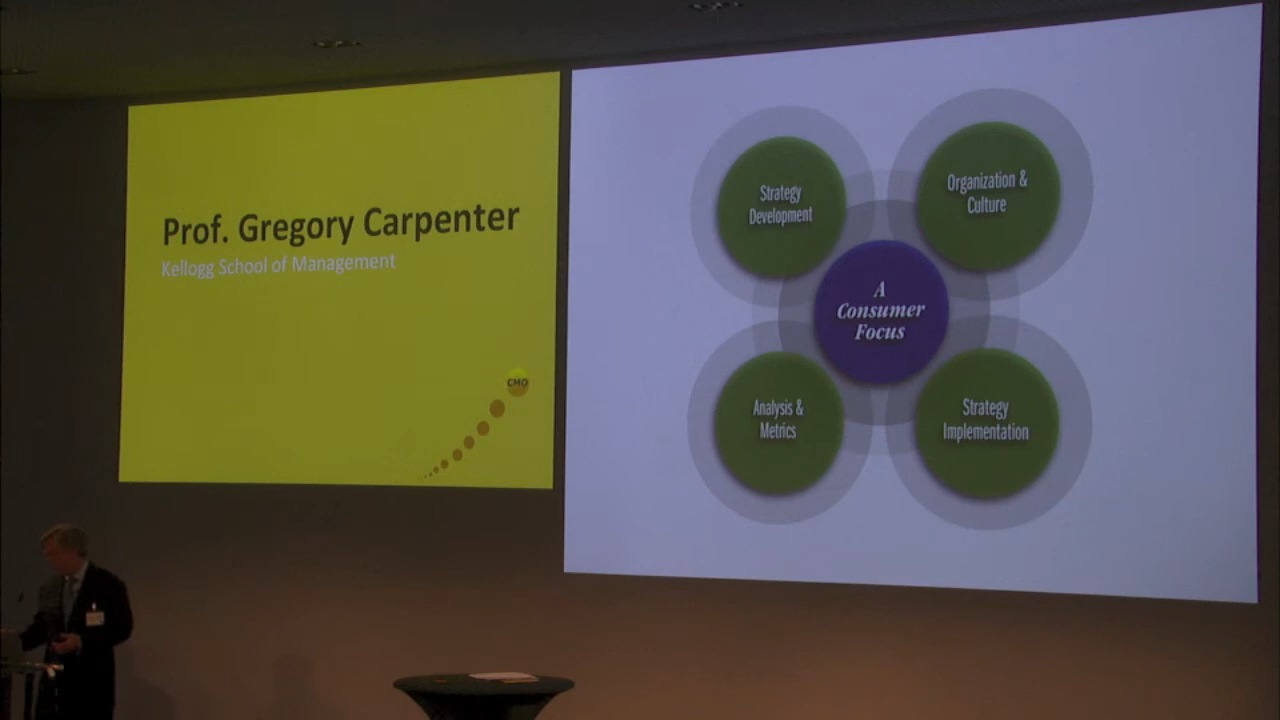 Prof. Gregory Carpenter
Kellogg School of Management
CMO
Strategy
Development
Organization &
Culture
A
Consumer
Focus
Analysis &
Metrics
Strategy
Implementation